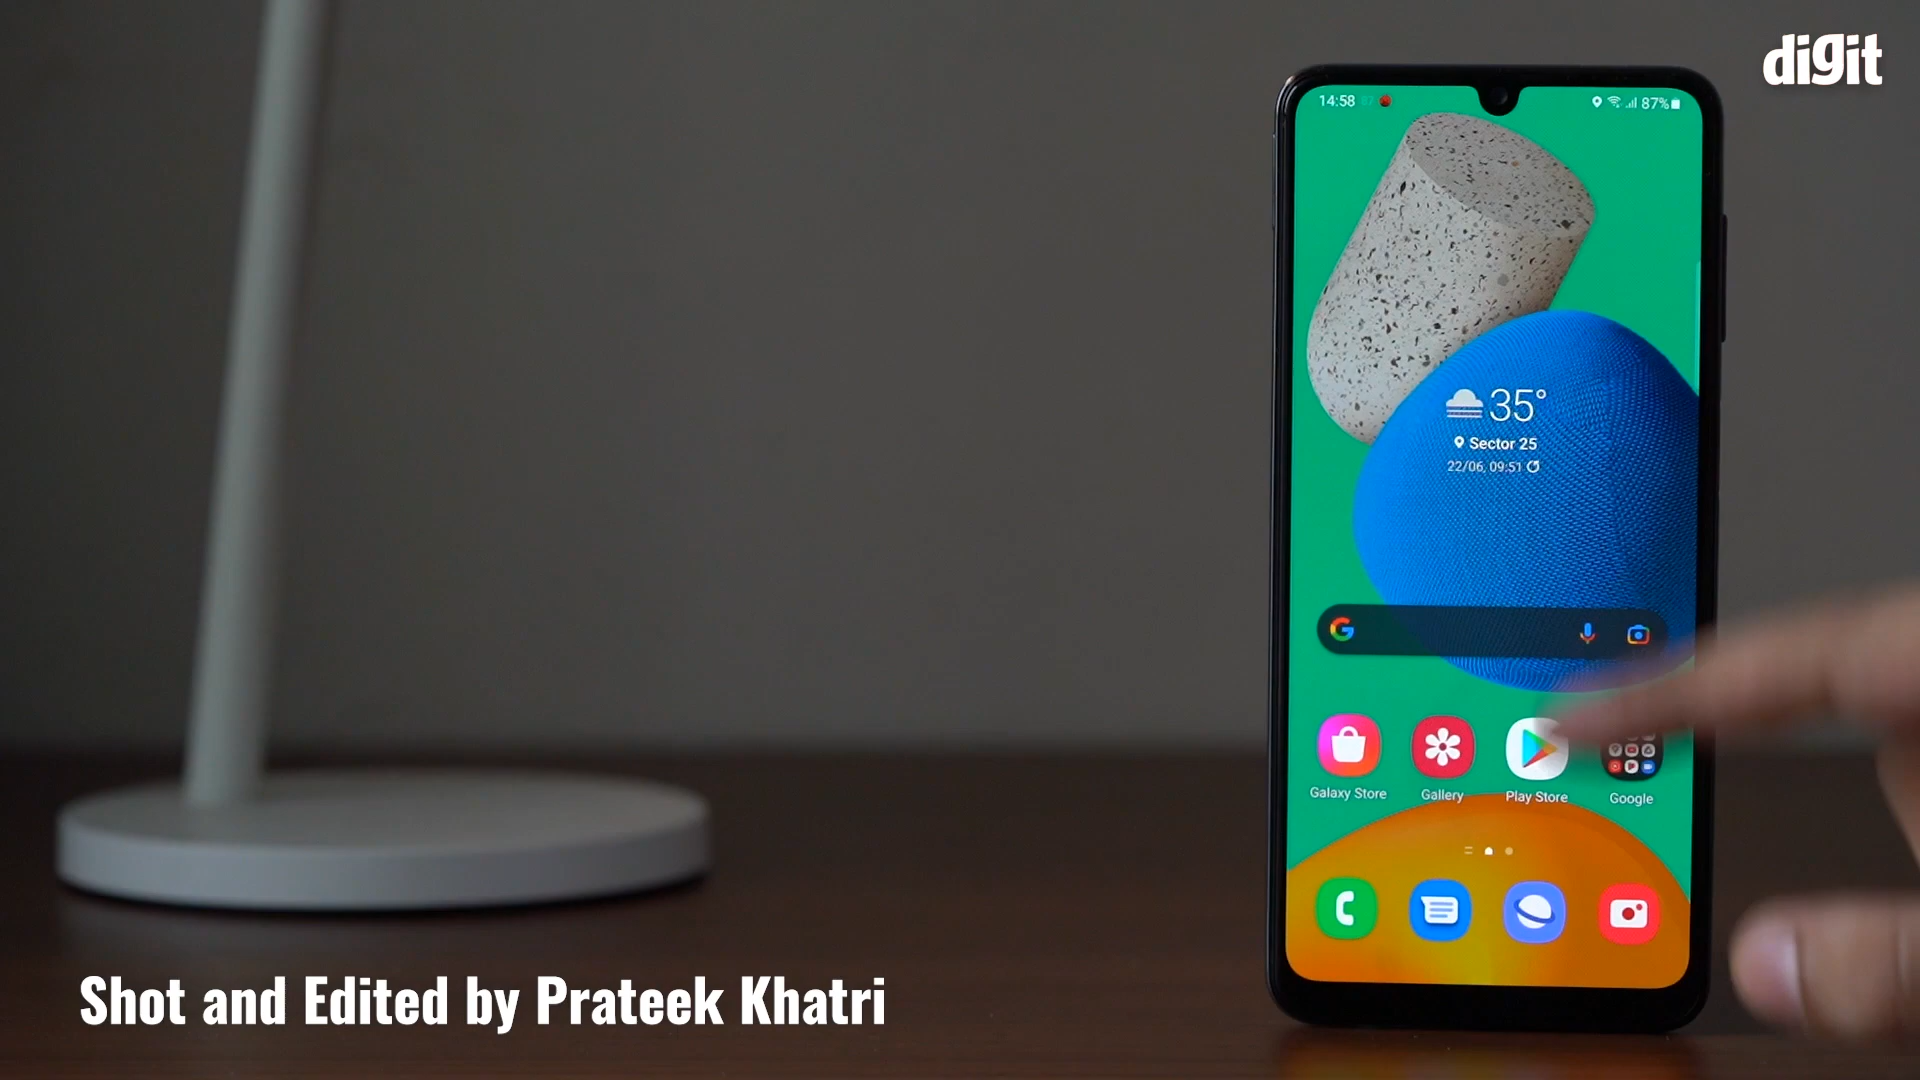 digit
14:58
87%
35°
Sector 25
22/06, 09:51
Galaxy Store
Gallery
Play Store
Google
Shot and Edited by Prateek Khatri